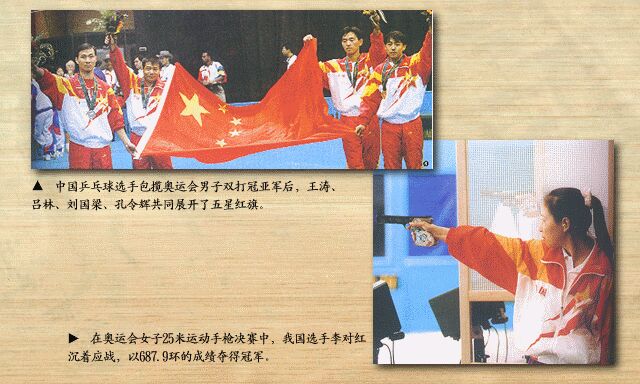 ▲ 中国乒乓球选手包揽奥运会男子双打冠亚军后，王涛、
吕林、刘国梁、孔令辉共同展开了五星红旗。
▶ 在奥运会女子25米运动手枪决赛中，我国选手李对红
沉着应战，以687.9环的成绩夺得冠军。